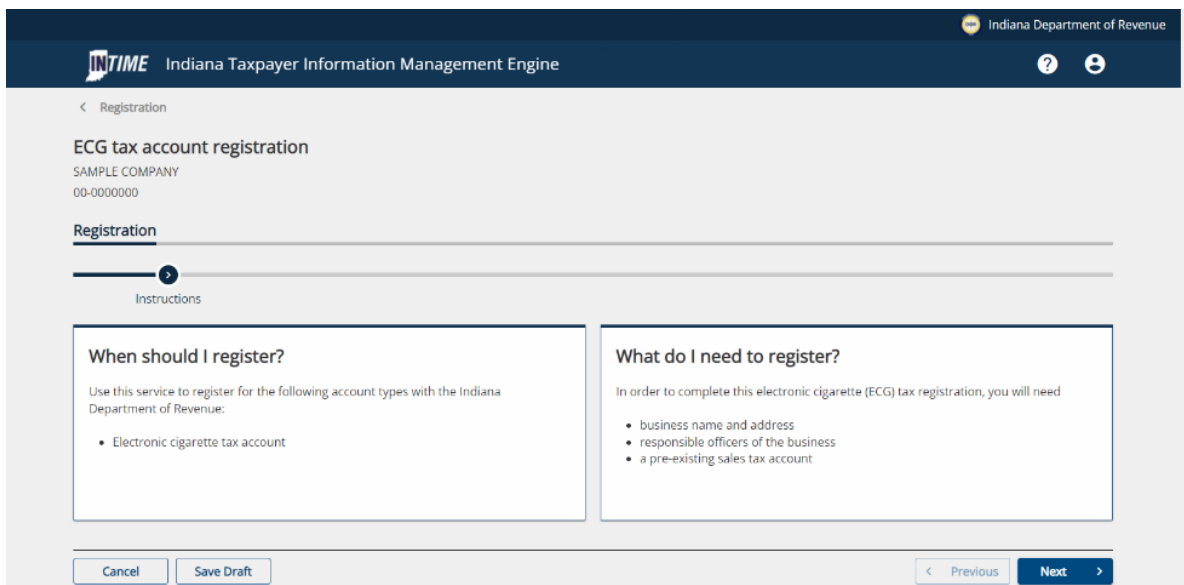 Indiana Department of Revenue
INTIME Indiana Taxpayer Information Management Engine
< Registration
ECG tax account registration
SAMPLE COMPANY
00-0000000
Registration
Instructions
When should I register?
Use this service to register for the following account types with the Indiana
Department of Revenue:
• Electronic cigarette tax account
What do I need to register?
In order to complete this electronic cigarette (ECG) tax registration, you will need
• business name and address
• responsible officers of the business
• a pre-existing sales tax account
Cancel Save Draft < Previous Next >